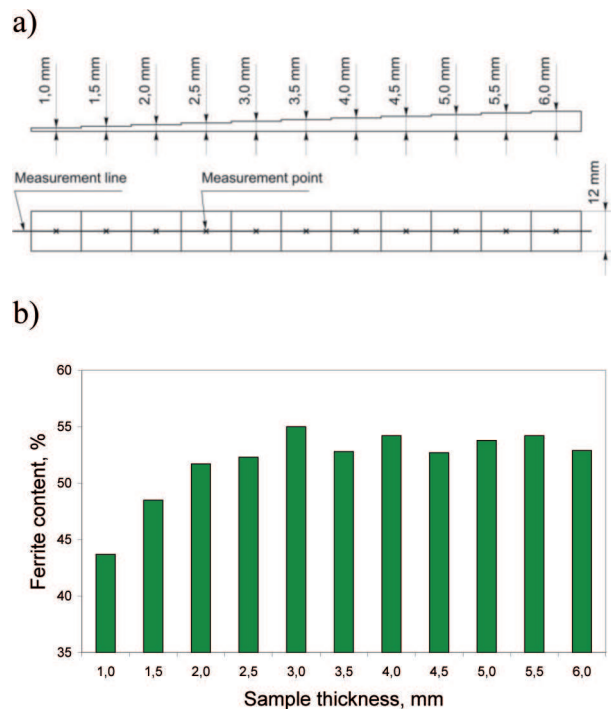 a)
1,0 mm
1,5 mm
2,0 mm
2,5 mm
3,0 mm
3,5 mm
4,0 mm
4,5 mm
5,0 mm
5,5 mm
6,0 mm
Measurement line
Measurement point
12 mm
b)
Ferrite content, %
60
55
50
45
40
35
1,0 1,5 2,0 2,5 3,0 3,5 4,0 4,5 5,0 5,5 6,0
Sample thickness, mm